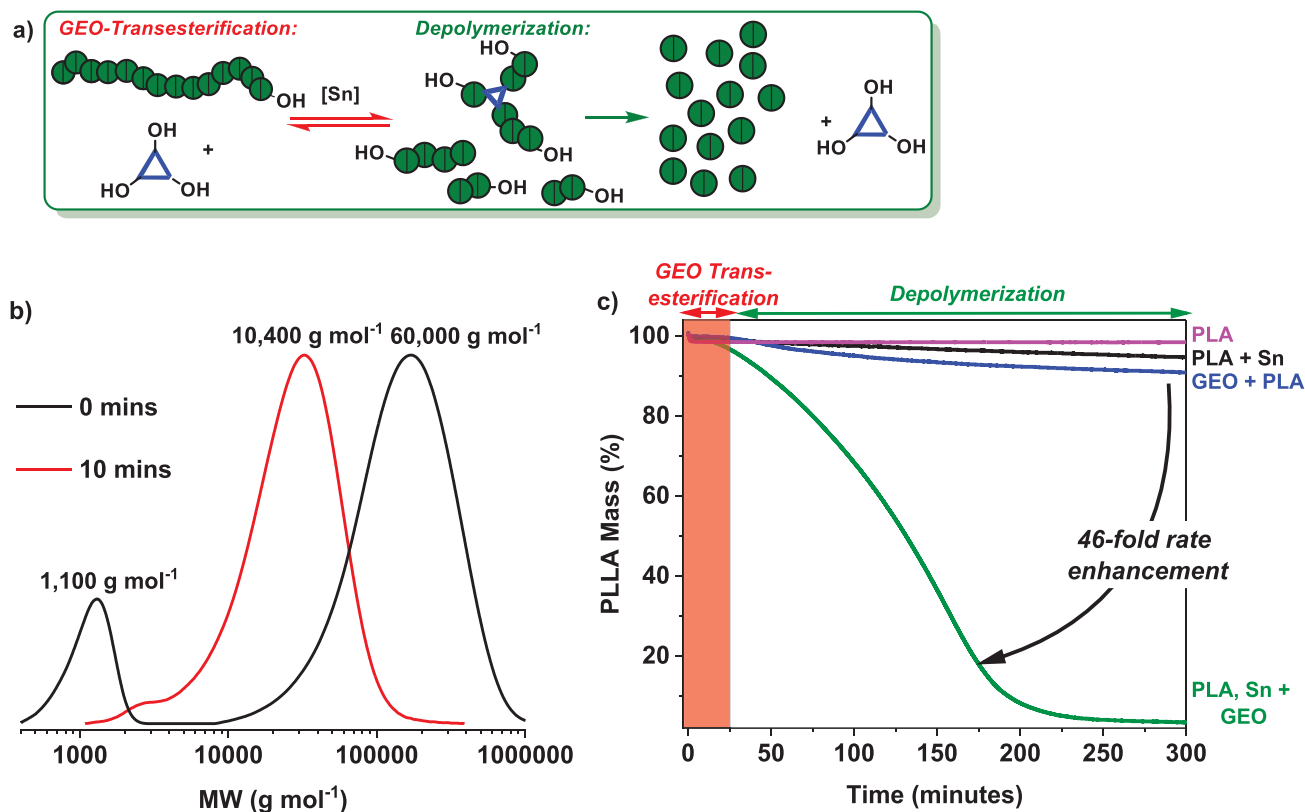 a)
GEO-Transesterification:
Depolymerization:
HO
HO
OH
[Sn]
OH
+
HO
OH
HO
OH
OH
OH
OH
+
HO
OH
b)
10,400 g mol-1
60,000 g mol-1
0 mins
10 mins
1,100 g mol-1
1000
10000
100000
1000000
MW (g mol-1)
c)
GEO Trans-
esterification
Depolymerization
100
80
60
40
20
PLLLA Mass (%)
PLA
PLA + Sn
GEO + PLA
46-fold rate
enhancement
PLA, Sn +
GEO
0
50
100
150
200
250
300
Time (minutes)